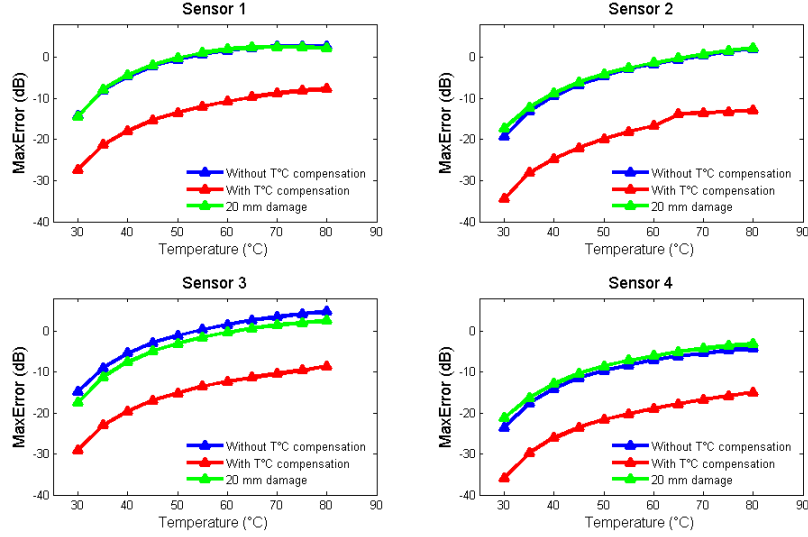 Sensor 1
MaxError (dB)
0
-10
-20
-30
-40
Without T°C compensation
With T°C compensation
20 mm damage
30 40 50 60 70 80 90
Temperature (°C)
Sensor 2
MaxError (dB)
0
-10
-20
-30
-40
Without T°C compensation
With T°C compensation
20 mm damage
30 40 50 60 70 80 90
Temperature (°C)
Sensor 3
MaxError (dB)
0
-10
-20
-30
-40
Without T°C compensation
With T°C compensation
20 mm damage
30 40 50 60 70 80 90
Temperature (°C)
Sensor 4
MaxError (dB)
0
-10
-20
-30
-40
Without T°C compensation
With T°C compensation
20 mm damage
30 40 50 60 70 80 90
Temperature (°C)